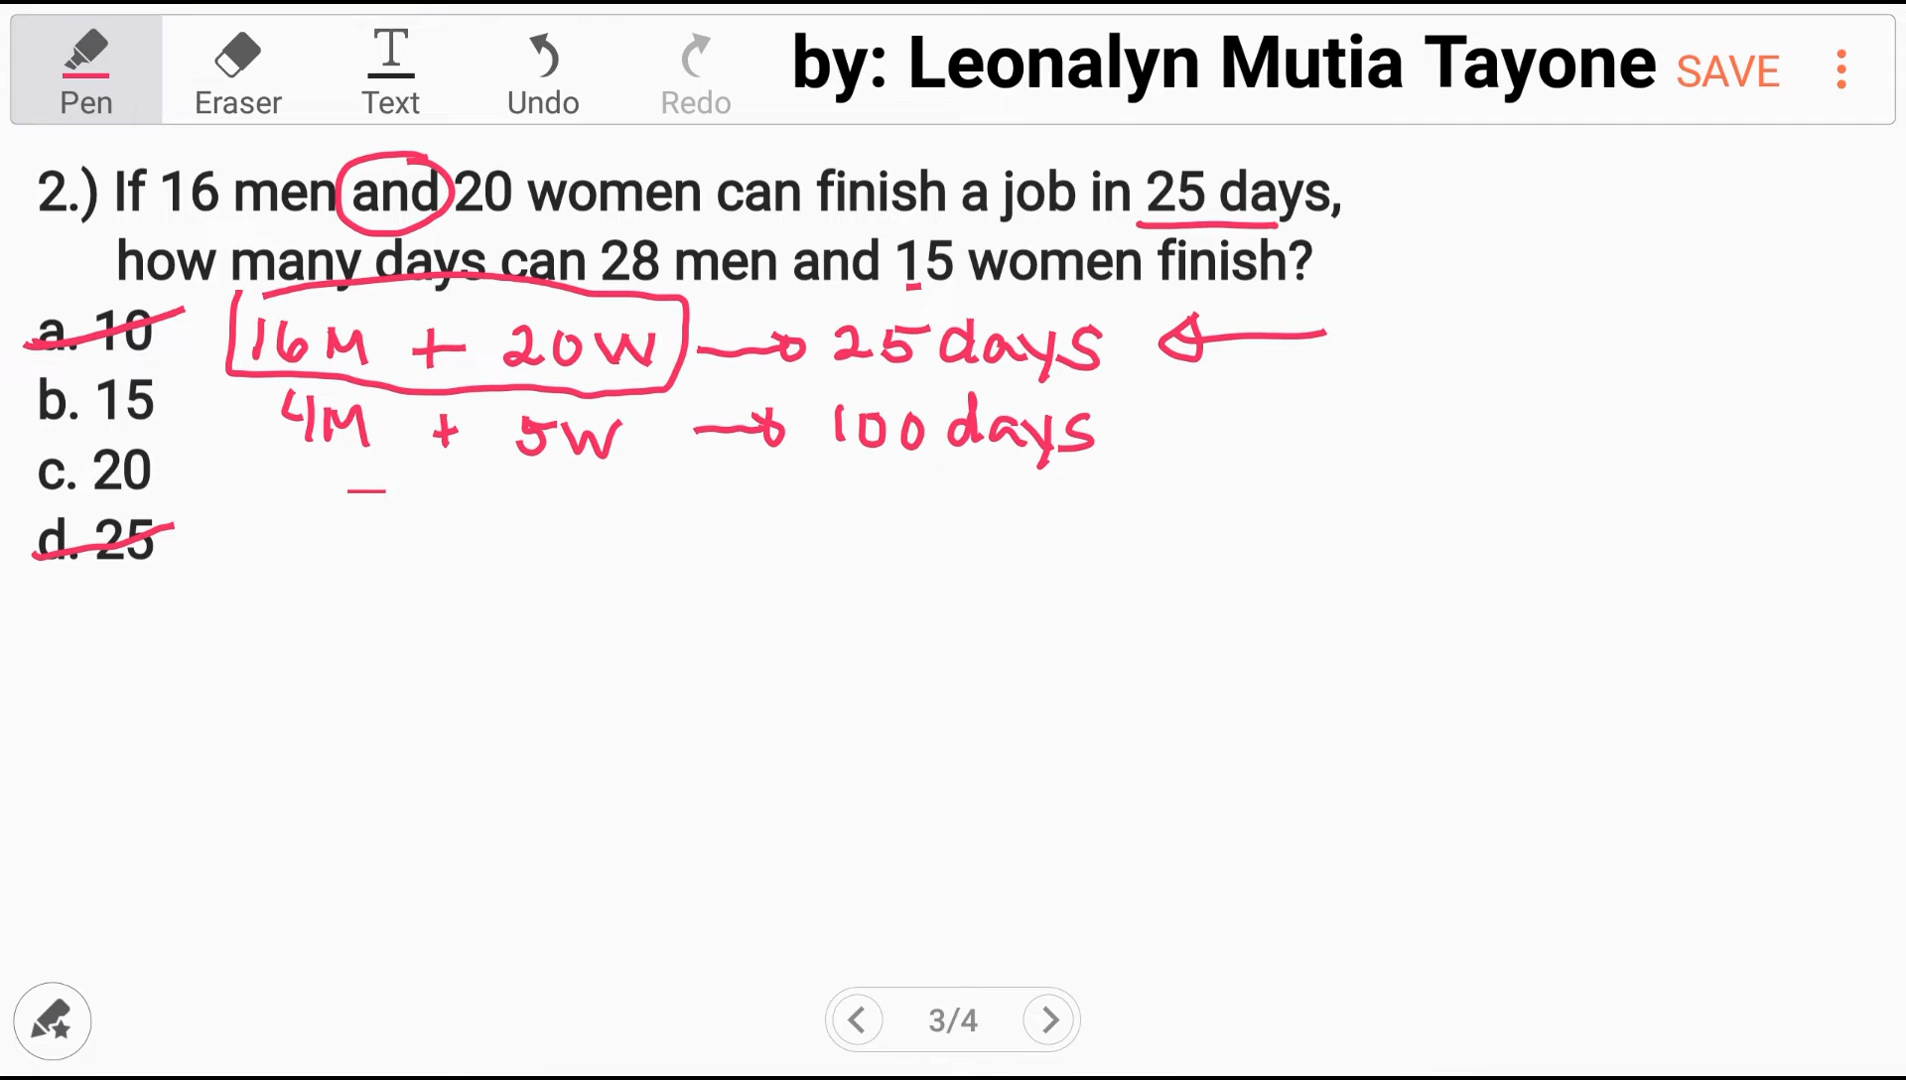 Pen Eraser Text Undo Redo by: Leonalyn Mutia Tayone SAVE
2.) If 16 men and 20 women can finish a job in 25 days,
how many days can 28 men and 15 women finish?
a. 10
16M + 20W → 25 days ←
b. 15
4M + 5W → 100 days
c. 20
d. 25
3/4